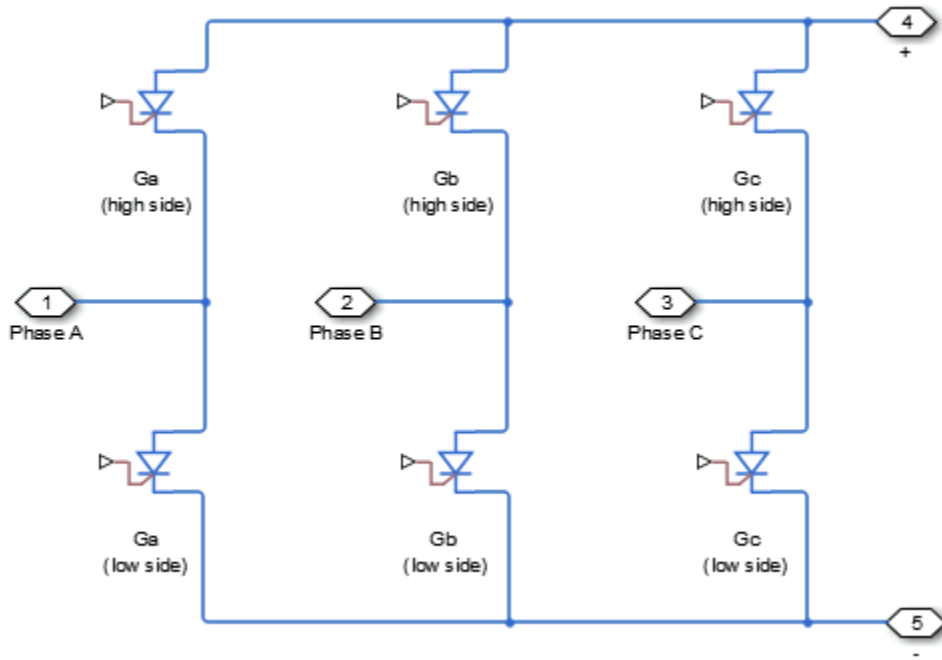 4
+
Ga
(high side)
Gb
(high side)
Gc
(high side)
1
Phase A
2
Phase B
3
Phase C
Ga
(low side)
Gb
(low side)
Gc
(low side)
5
-